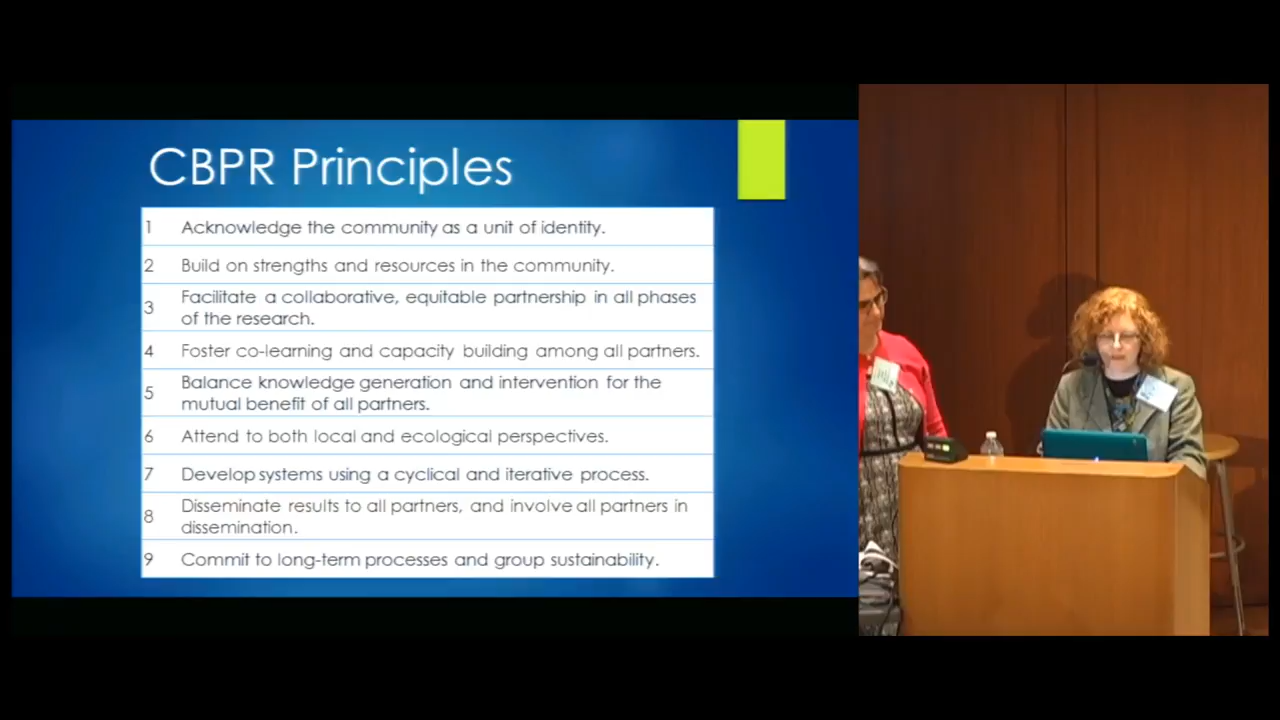 CBPR Principles
1 Acknowledge the community as a unit of identity.
2 Build on strengths and resources in the community.
3 Facilitate a collaborative, equitable partnership in all phases
of the research.
4 Foster co-learning and capacity building among all partners.
5 Balance knowledge generation and intervention for the
mutual benefit of all partners.
6 Attend to both local and ecological perspectives.
7 Develop systems using a cyclical and iterative process.
8 Disseminate results to all partners, and involve all partners in
dissemination.
9 Commit to long-term processes and group sustainability.